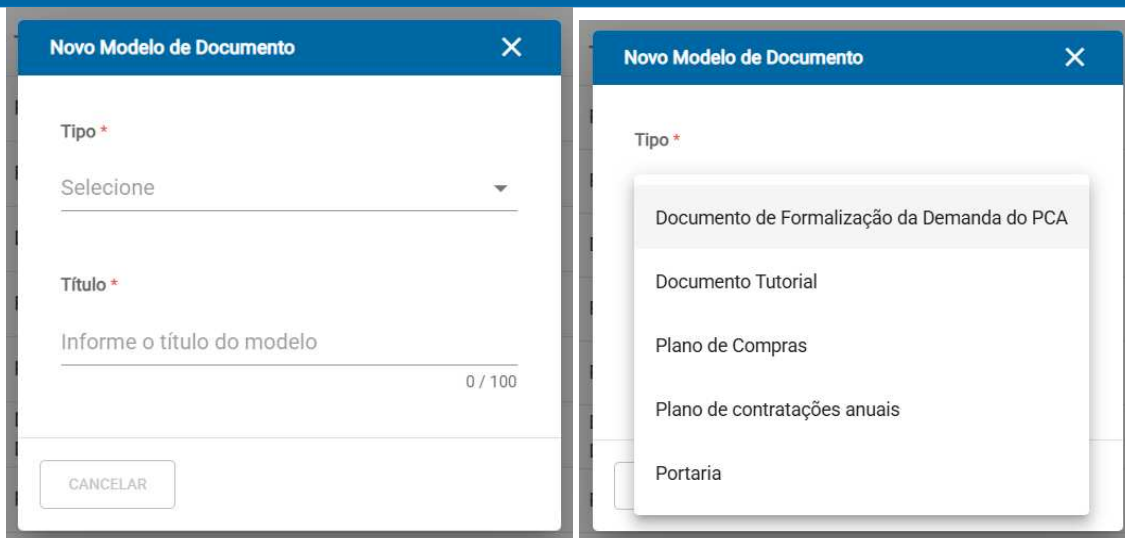 Novo Modelo de Documento
Tipo *
Selecione
Título *
Informe o título do modelo
0 / 100
CANCELAR
Novo Modelo de Documento
Tipo *
Documento de Formalização da Demanda do PCA
Documento Tutorial
Plano de Compras
Plano de contratações anuais
Portaria